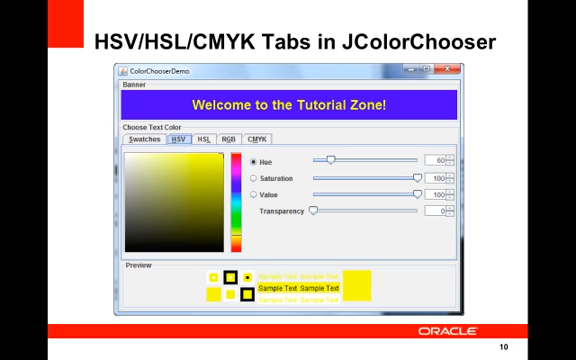 HSV/HSL/CMYK Tabs in JColorChooser
ColorChooserDemo
Banner
Welcome to the Tutorial Zone!
Choose Text Color
Swatches HSV HSL RGB CMYK
Hue 60
Saturation 100
Value 100
Transparency 0
Preview
Sample Text Sample Text
Sample Text Sample Text
Sample Text Sample Text
ORACLE
10